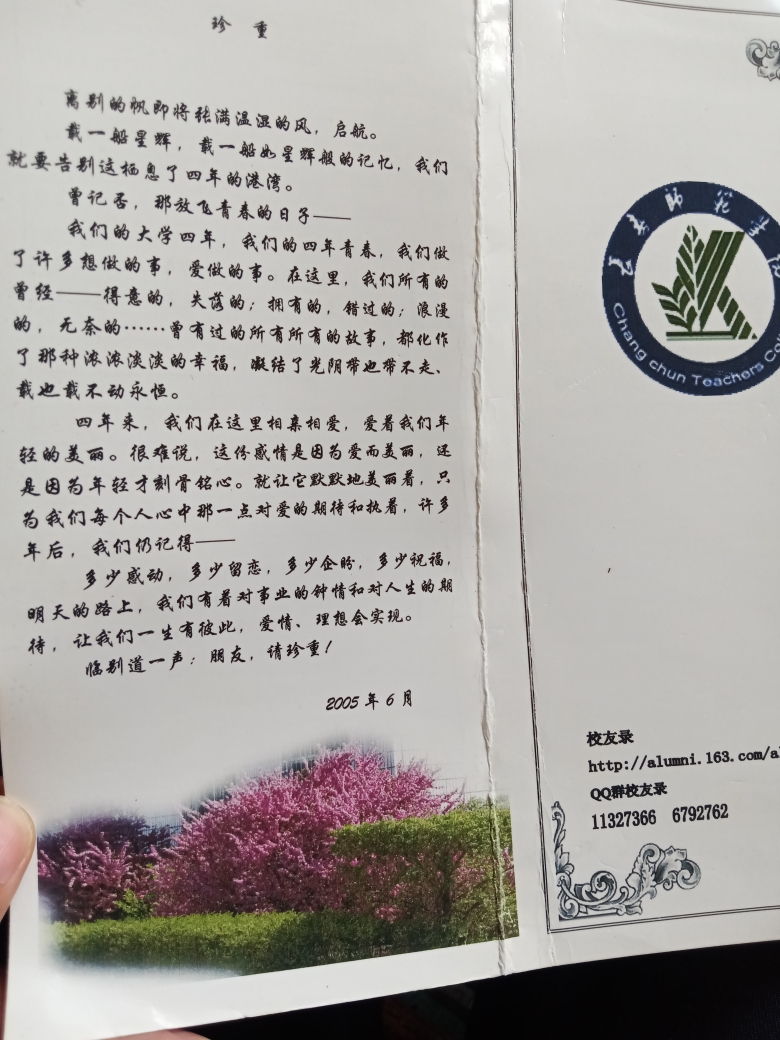 珍 重
离别的帆即将张满温湿的风，启航。
载一船星辉，载一船如星辉般的记忆，我们
就要告别这栖息了四年的港湾。
曾记否，那放飞青春的日子——
我们的大学四年，我们的四年青春，我们做
了许多想做的事，爱做的事。在这里，我们所有的
曾经——得意的，失落的；拥有的，错过的；浪漫
的，无奈的……曾有过的所有所有的故事，都化作
了那种浓浓淡淡的幸福，凝结了光阴带也带不走、
载也载不动永恒。
四年来，我们在这里相亲相爱，爱着我们年
轻的美丽。很难说，这份感情是因为爱而美丽，还
是因为年轻才刻骨铭心。就让它默默地美丽着，只
为我们每个人心中那一点对爱的期待和执着，许多
年后，我们仍记得——
多少感动，多少留恋，多少企盼，多少祝福，
明天的路上，我们有着对事业的钟情和对人生的期
待，让我们一生有彼此，爱情、理想会实现。
临别道一声：朋友，请珍重！
2005年6月
长春师范学院
Chang chun Teachers Col
校友录
http://alumni.163.com/al
QQ群校友录
11327366 6792762